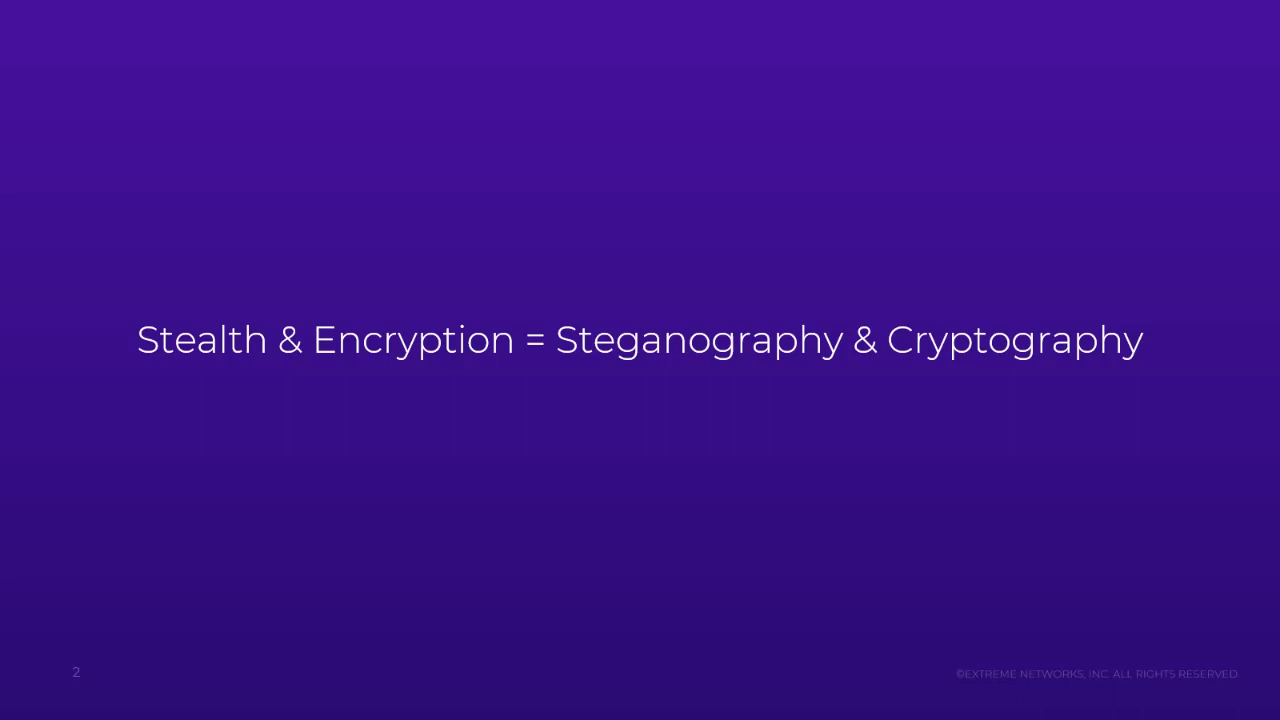 Stealth & Encryption = Steganography & Cryptography
2
©EXTREME NETWORKS, INC. ALL RIGHTS RESERVED